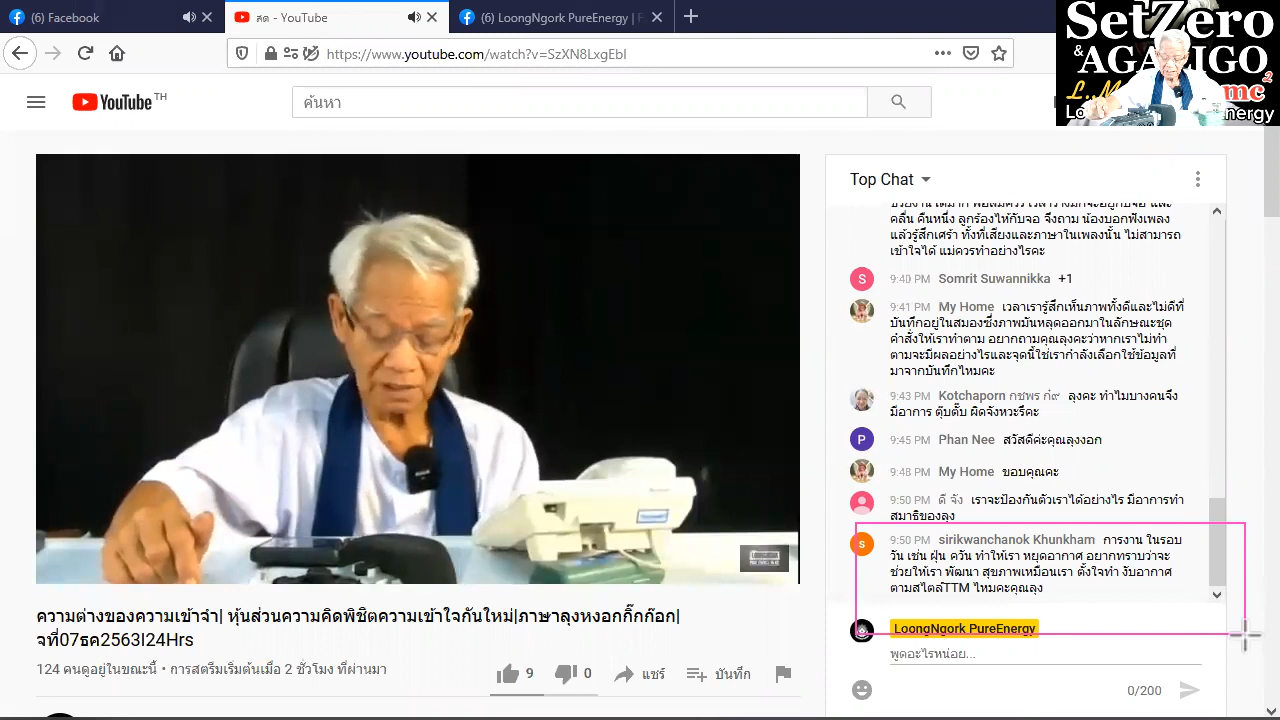 (6) Facebook
สด - YouTube
(6) LoongNgork PureEnergy | F
https://www.youtube.com/watch?v=SzXN8LxgEbI
SetZero
&
mc²
YouTube TH
ค้นหา
Top Chat
คลื่น คืนหนึ่ง ลูกร้องไห้กับจอ จึงถาม น้องบอกฟังเพลง
แล้วรู้สึกเศร้า ทั้งที่เสียงและภาษาในเพลงนั้น ไม่สามารถ
เข้าใจได้ แม่ควรทำอย่างไรคะ
S
9:40 PM Somrit Suwannikka +1
9:41 PM My Home เวลาเรารู้สึกเห็นภาพทั้งดีและไม่ดีที่
บันทึกอยู่ในสมองซึ่งภาพมันหลุดออกมาในลักษณะชุด
คำสั่งให้เราทำตาม อยากถามคุณลุงคะว่าหากเราไม่ทำ
ตามจะมีผลอย่างไรและจุดนี้ใช่เรากำลังเลือกใช้ข้อมูลที่
มาจากบันทึกไหมคะ
9:43 PM Kotchaporn กชพร ก๋๙ ลุงคะ ทำไมบางคนจึง
มีอาการ ตุ๊บตั๊บ ผิดจังหวะรึคะ
P
9:45 PM Phan Nee สวัสดีค่ะคุณลุงงอก
9:48 PM My Home ขอบคุณคะ
9:50 PM ดี จัง เราจะป้องกันตัวเราได้อย่างไร มีอาการทำ
สมาธิของลุง
s
9:50 PM sirikwanchanok Khunkham การงาน ในรอบ
วัน เช่น ฝุ่น ควัน ทำให้เรา หยุดอากาศ อยากทราบว่าจะ
ช่วยให้เรา พัฒนา สุขภาพเหมือนเรา ตั้งใจทำ งับอากาศ
ตามสไตล์TTM ไหมคะคุณลุง
LoongNgork PureEnergy
พูดอะไรหน่อย...
0/200
ความต่างของความเข้าจำ| หุ้นส่วนความคิดพิชิตความเข้าใจกันใหม่|ภาษาลุงหงอกกิ๊กก๊อก|
จที่07ธค2563l24Hrs
124 คนดูอยู่ในขณะนี้ • การสตรีมเริ่มต้นเมื่อ 2 ชั่วโมง ที่ผ่านมา
9
0
แชร์
บันทึก